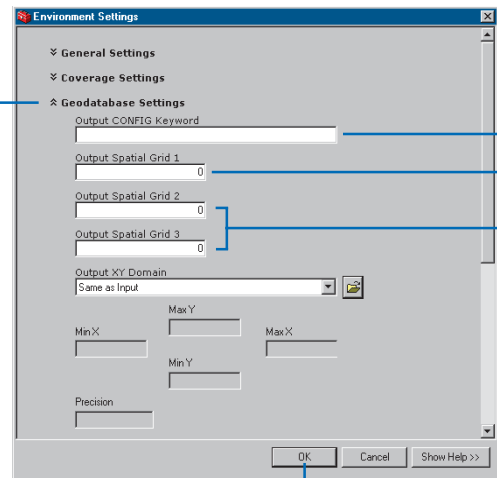 Environment Settings
General Settings
Coverage Settings
Geodatabase Settings
Output CONFIG Keyword
Output Spatial Grid 1
0
Output Spatial Grid 2
0
Output Spatial Grid 3
0
Output XY Domain
Same as Input
Max Y
Min X
Max X
Min Y
Precision
OK
Cancel
Show Help >>